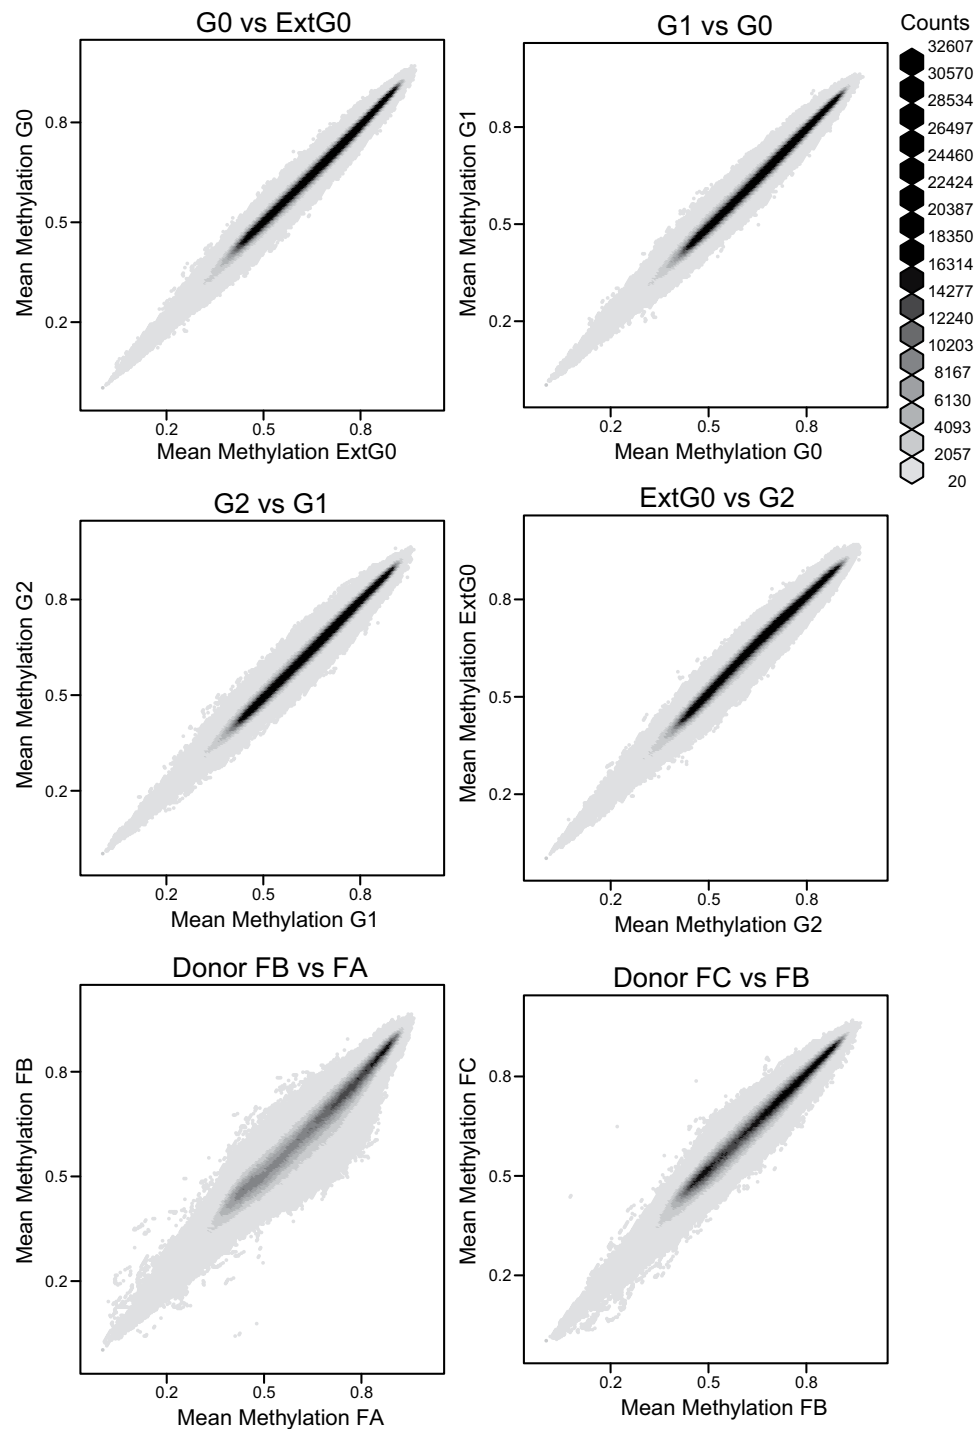 G0 vs ExtG0
Mean Methylation G0
0.8
0.5
0.2
0.2 0.5 0.8
Mean Methylation ExtG0
G1 vs G0
Mean Methylation G1
0.8
0.5
0.2
0.2 0.5 0.8
Mean Methylation G0
Counts
32607
30570
28534
26497
24460
22424
20387
18350
16314
14277
12240
10203
8167
6130
4093
2057
20
G2 vs G1
Mean Methylation G2
0.8
0.5
0.2
0.2 0.5 0.8
Mean Methylation G1
ExtG0 vs G2
Mean Methylation ExtG0
0.8
0.5
0.2
0.2 0.5 0.8
Mean Methylation G2
Donor FB vs FA
Mean Methylation FB
0.8
0.5
0.2
0.2 0.5 0.8
Mean Methylation FA
Donor FC vs FB
Mean Methylation FC
0.8
0.5
0.2
0.2 0.5 0.8
Mean Methylation FB